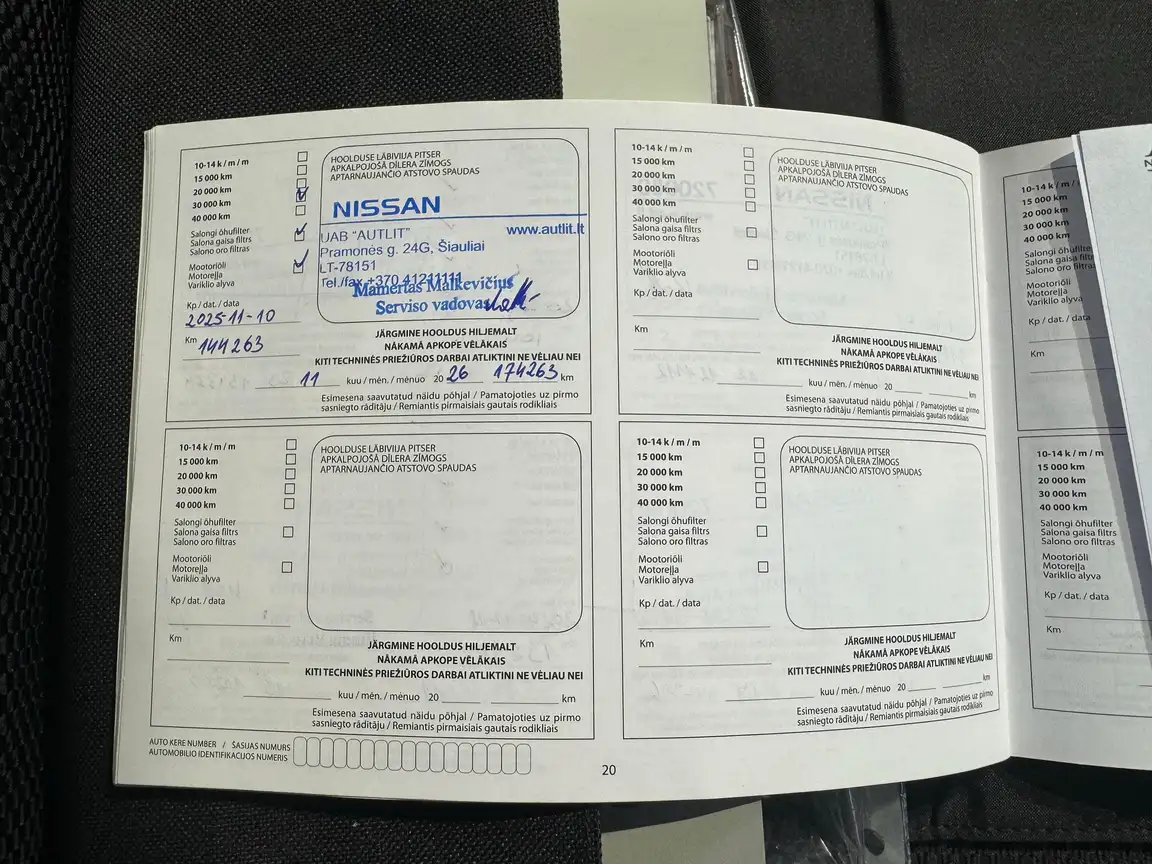 10-14 k / m / m
15 000 km
20 000 km
30 000 km
40 000 km
Salongi õhufilter
Salona gaisa filtrs
Salono oro filtras
Mootoriõli
Motoreļļa
Variklio alyva
Kp / dat. / data
2025-11-10
Km 144263
HOOLDUSE LÄBIVIIJA PITSER
APKALPOJOŠĀ DĪLERA ZĪMOGS
APTARNAUJANČIO ATSTOVO SPAUDAS
NISSAN
UAB "AUTLIT" www.autlit.lt
Pramonės g. 24G, Šiauliai
LT-78151
Tel./fax +370 41211111
Mamertas Malkevičius
Serviso vadovas
JÄRGMINE HOOLDUS HILJEMALT
NĀKAMĀ APKOPE VĒLĀKAIS
KITI TECHNINĖS PRIEŽIŪROS DARBAI ATLIKTINI NE VĖLIAU NEI
11 kuu / mēn. / mėnuo 20 26 174263 km
Esimesena saavutatud näidu põhjal / Pamatojoties uz pirmo
sasniegto rādītāju / Remiantis pirmaisiais gautais rodikliais
10-14 k / m / m
15 000 km
20 000 km
30 000 km
40 000 km
Salongi õhufilter
Salona gaisa filtrs
Salono oro filtras
Mootoriõli
Motoreļļa
Variklio alyva
Kp / dat. / data
Km
HOOLDUSE LÄBIVIIJA PITSER
APKALPOJOŠĀ DĪLERA ZĪMOGS
APTARNAUJANČIO ATSTOVO SPAUDAS
JÄRGMINE HOOLDUS HILJEMALT
NĀKAMĀ APKOPE VĒLĀKAIS
KITI TECHNINĖS PRIEŽIŪROS DARBAI ATLIKTINI NE VĖLIAU NEI
kuu / mēn. / mėnuo 20 km
Esimesena saavutatud näidu põhjal / Pamatojoties uz pirmo
sasniegto rādītāju / Remiantis pirmaisiais gautais rodikliais
10-14 k / m / m
15 000 km
20 000 km
30 000 km
40 000 km
Salongi õhufilter
Salona gaisa filtrs
Salono oro filtras
Mootoriõli
Motoreļļa
Variklio alyva
Kp / dat. / data
Km
HOOLDUSE LÄBIVIIJA PITSER
APKALPOJOŠĀ DĪLERA ZĪMOGS
APTARNAUJANČIO ATSTOVO SPAUDAS
JÄRGMINE HOOLDUS HILJEMALT
NĀKAMĀ APKOPE VĒLĀKAIS
KITI TECHNINĖS PRIEŽIŪROS DARBAI ATLIKTINI NE VĖLIAU NEI
kuu / mēn. / mėnuo 20 km
Esimesena saavutatud näidu põhjal / Pamatojoties uz pirmo
sasniegto rādītāju / Remiantis pirmaisiais gautais rodikliais
10-14 k / m / m
15 000 km
20 000 km
30 000 km
40 000 km
Salongi õhufilter
Salona gaisa filtrs
Salono oro filtras
Mootoriõli
Motoreļļa
Variklio alyva
Kp / dat. / data
Km
HOOLDUSE LÄBIVIIJA PITSER
APKALPOJOŠĀ DĪLERA ZĪMOGS
APTARNAUJANČIO ATSTOVO SPAUDAS
JÄRGMINE HOOLDUS HILJEMALT
NĀKAMĀ APKOPE VĒLĀKAIS
KITI TECHNINĖS PRIEŽIŪROS DARBAI ATLIKTINI NE VĖLIAU NEI
kuu / mēn. / mėnuo 20 km
Esimesena saavutatud näidu põhjal / Pamatojoties uz pirmo
sasniegto rādītāju / Remiantis pirmaisiais gautais rodikliais
AUTO KERE NUMBER / ŠASIJAS NUMURS
AUTOMOBILIO IDENTIFIKACIJOS NUMERIS
20
10-14 k / m /
15 000 km
20 000 km
30 000 km
40 000 km
Salongi õhufilte
Salona gaisa filt
Salono oro filtra
Mootoriõli
Motoreļļa
Variklio alyva
Kp / dat. / data
Km
10-14 k / m / m
15 000 km
20 000 km
30 000 km
40 000 km
Salongi õhufilter
Salona gaisa filtrs
Salono oro filtras
Mootoriõli
Motoreļļa
Variklio alyva
Kp / dat. / data
Km